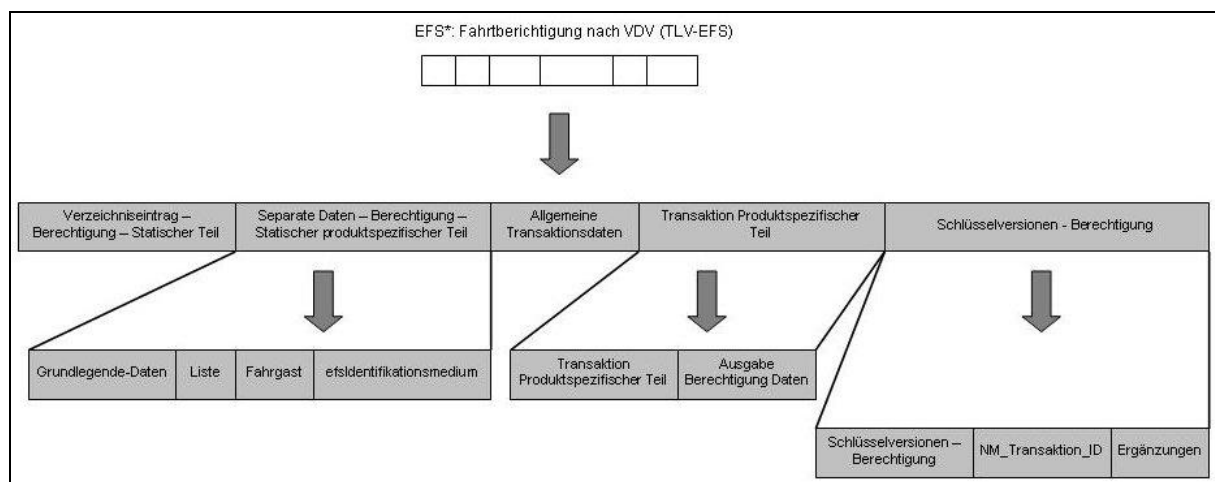 EFS*: Fahrtberichtigung nach VDV (TLV-EFS)
Verzeichniseintrag –
Berechtigung – Statischer Teil
Separate Daten – Berechtigung –
Statischer produktspezifischer Teil
Allgemeine
Transaktionsdaten
Transaktion Produktspezifischer
Teil
Schlüsselversionen - Berechtigung
Grundlegende-Daten
Liste
Fahrgast
efsIdentifikationsmedium
Transaktion
Produktspezifischer Teil
Ausgabe
Berechtigung Daten
Schlüsselversionen –
Berechtigung
NM_Transaktion_ID
Ergänzungen